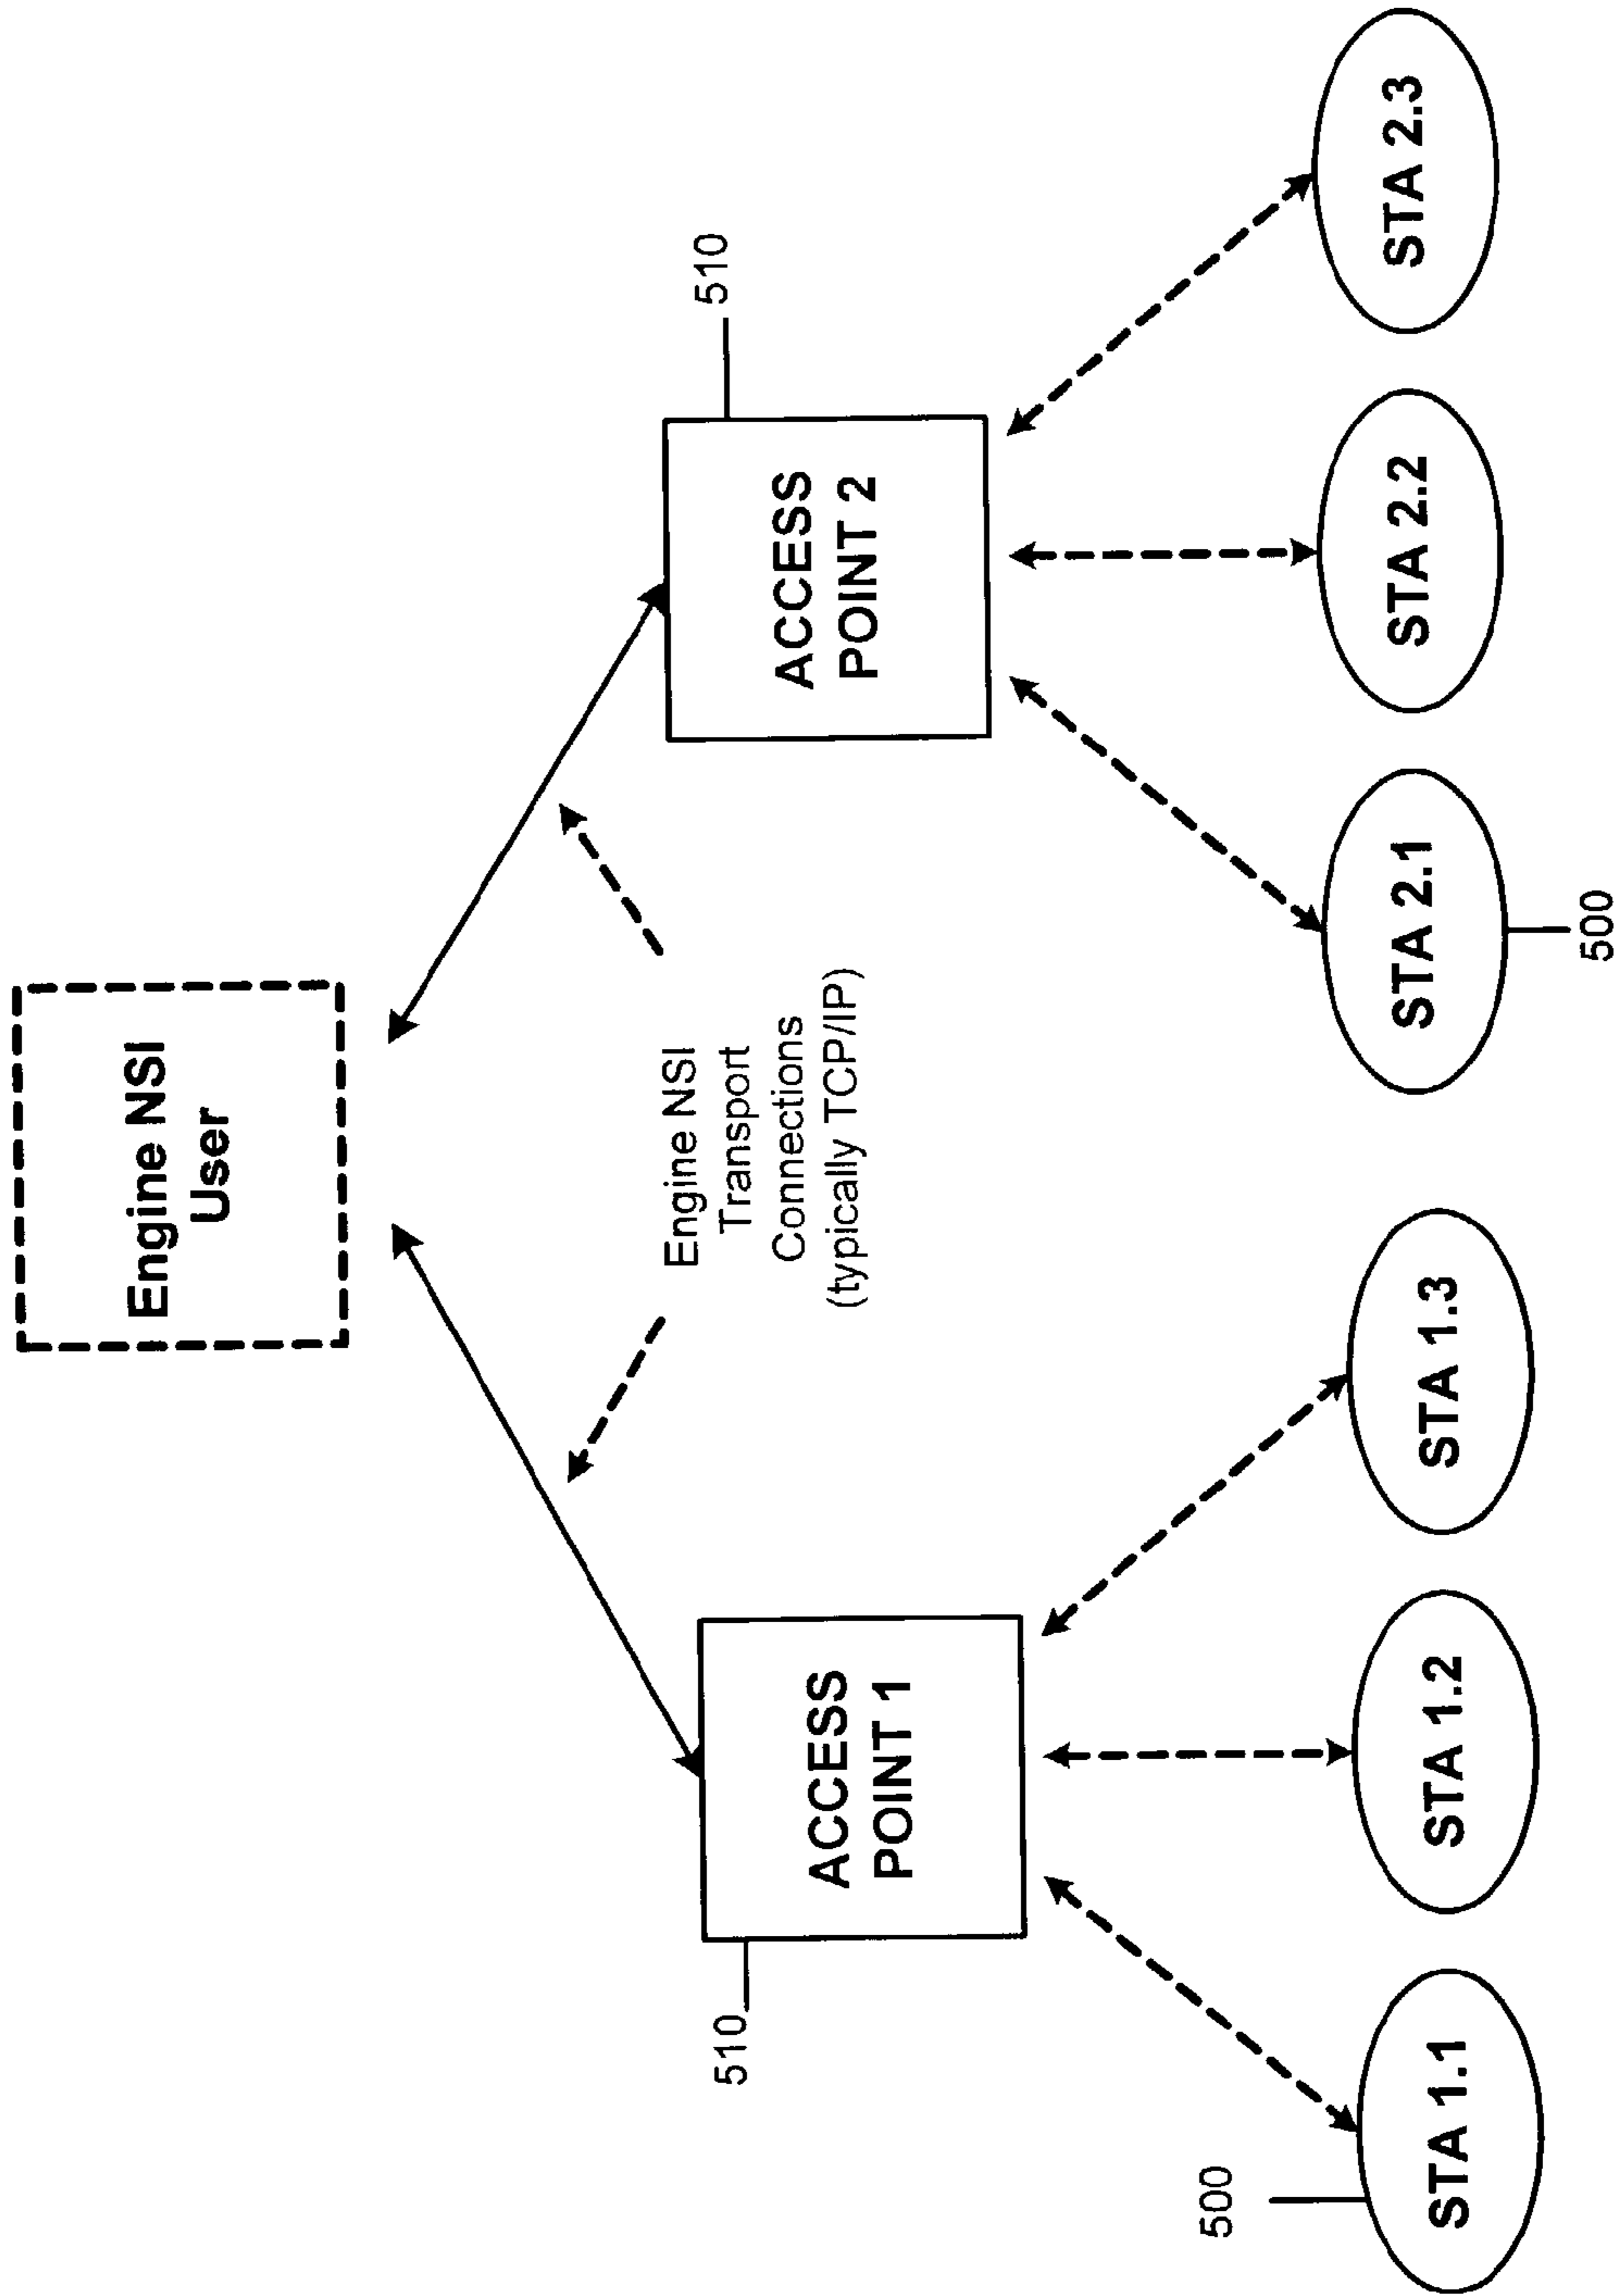 Engine NSI
User
Engine NSI
Transport
Connections
(typically TCP/IP)
510
ACCESS
POINT 1
ACCESS
POINT 2
510
500
STA 1.1
STA 1.2
STA 1.3
STA 2.1
STA 2.2
STA 2.3
500